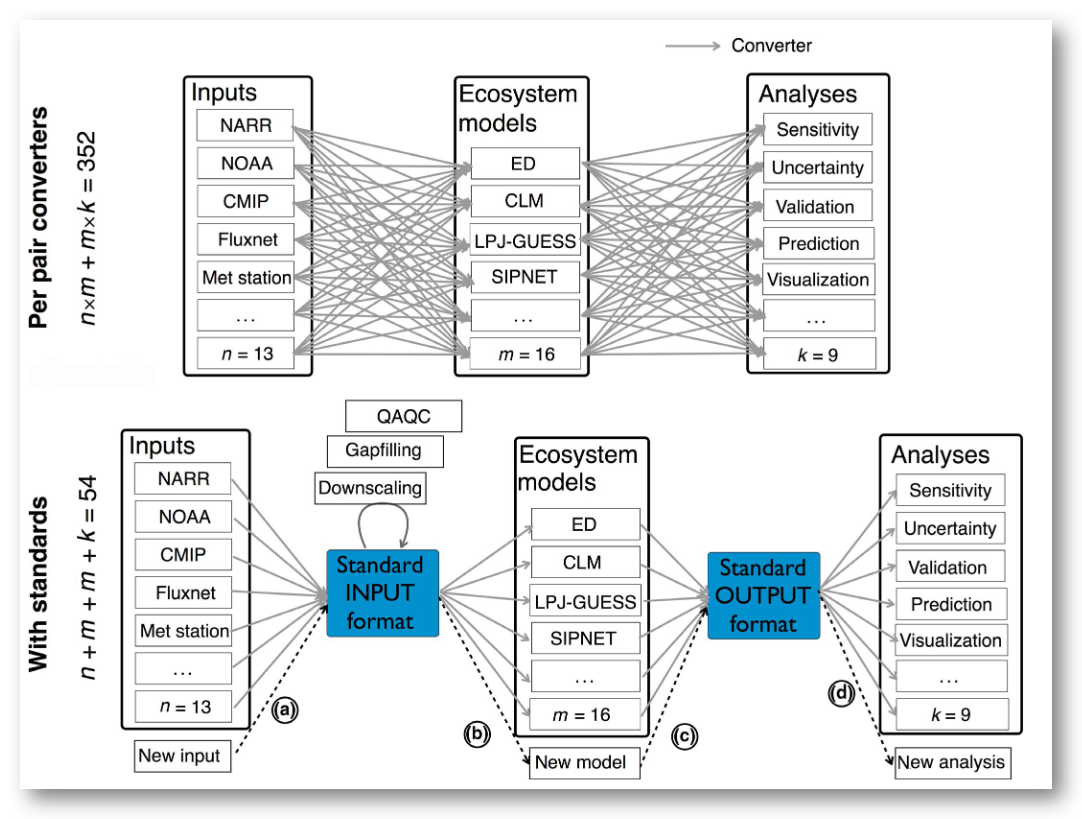 Converter
Per pair converters
n×m + m×k = 352
Inputs
NARR
NOAA
CMIP
Fluxnet
Met station
...
n = 13
Ecosystem
models
ED
CLM
LPJ-GUESS
SIPNET
...
m = 16
Analyses
Sensitivity
Uncertainty
Validation
Prediction
Visualization
...
k = 9
With standards
n + m + m + k = 54
Inputs
NARR
NOAA
CMIP
Fluxnet
Met station
...
n = 13
New input
(a)
QAQC
Gapfilling
Downscaling
Standard
INPUT
format
(b)
Ecosystem
models
ED
CLM
LPJ-GUESS
SIPNET
...
m = 16
New model
(c)
Standard
OUTPUT
format
(d)
Analyses
Sensitivity
Uncertainty
Validation
Prediction
Visualization
...
k = 9
New analysis